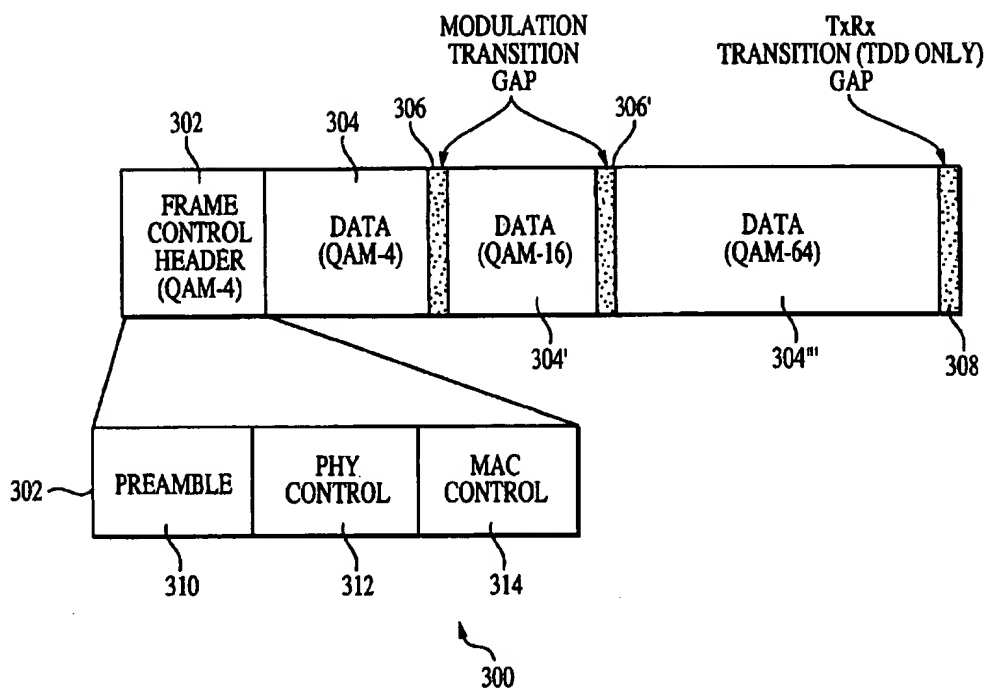 MODULATION
TRANSITION
GAP
TxRx
TRANSITION (TDD ONLY)
GAP
302
304
306
306'
FRAME
CONTROL
HEADER
(QAM-4)
DATA
(QAM-4)
DATA
(QAM-16)
DATA
(QAM-64)
304'
304"'
308
302
PREAMBLE
PHY
CONTROL
MAC
CONTROL
310
312
314
300